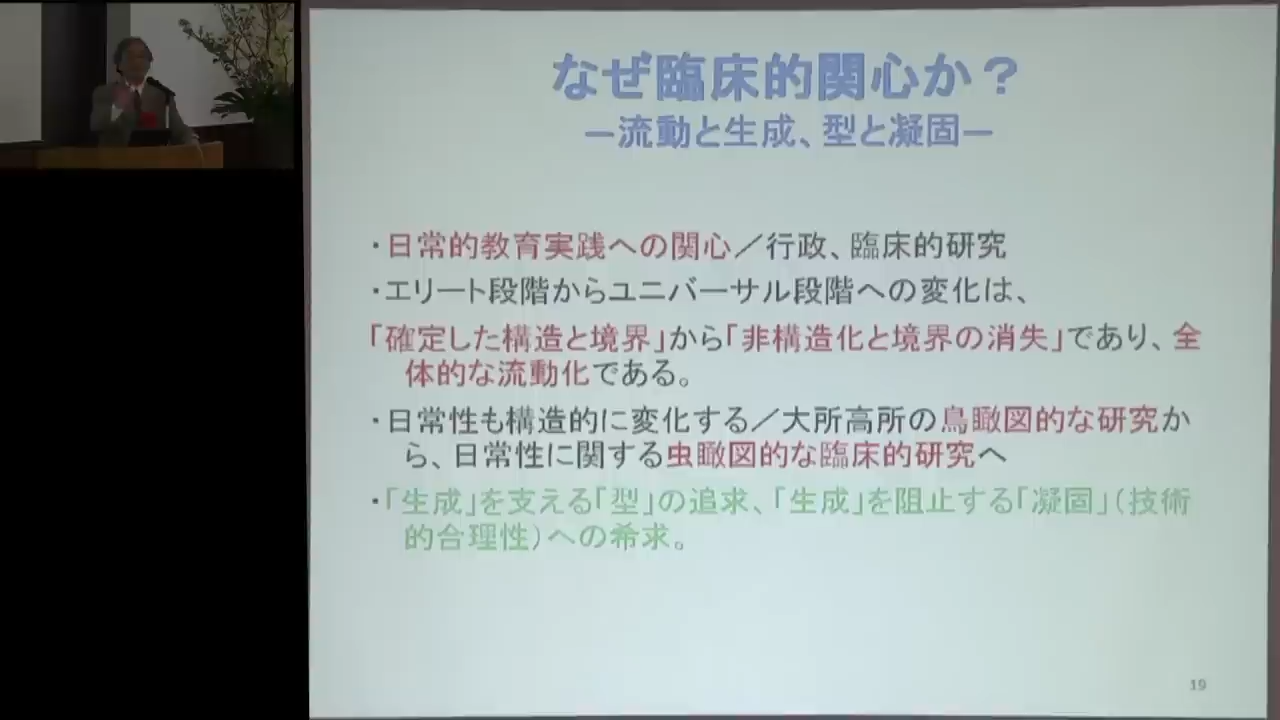 なぜ臨床的関心か？
―流動と生成、型と凝固―
・日常的教育実践への関心／行政、臨床的研究
・エリート段階からユニバーサル段階への変化は、
「確定した構造と境界」から「非構造化と境界の消失」であり、全
体的な流動化である。
・日常性も構造的に変化する／大所高所の鳥瞰図的な研究か
ら、日常性に関する虫瞰図的な臨床的研究へ
・「生成」を支える「型」の追求、「生成」を阻止する「凝固」（技術
的合理性）への希求。
19